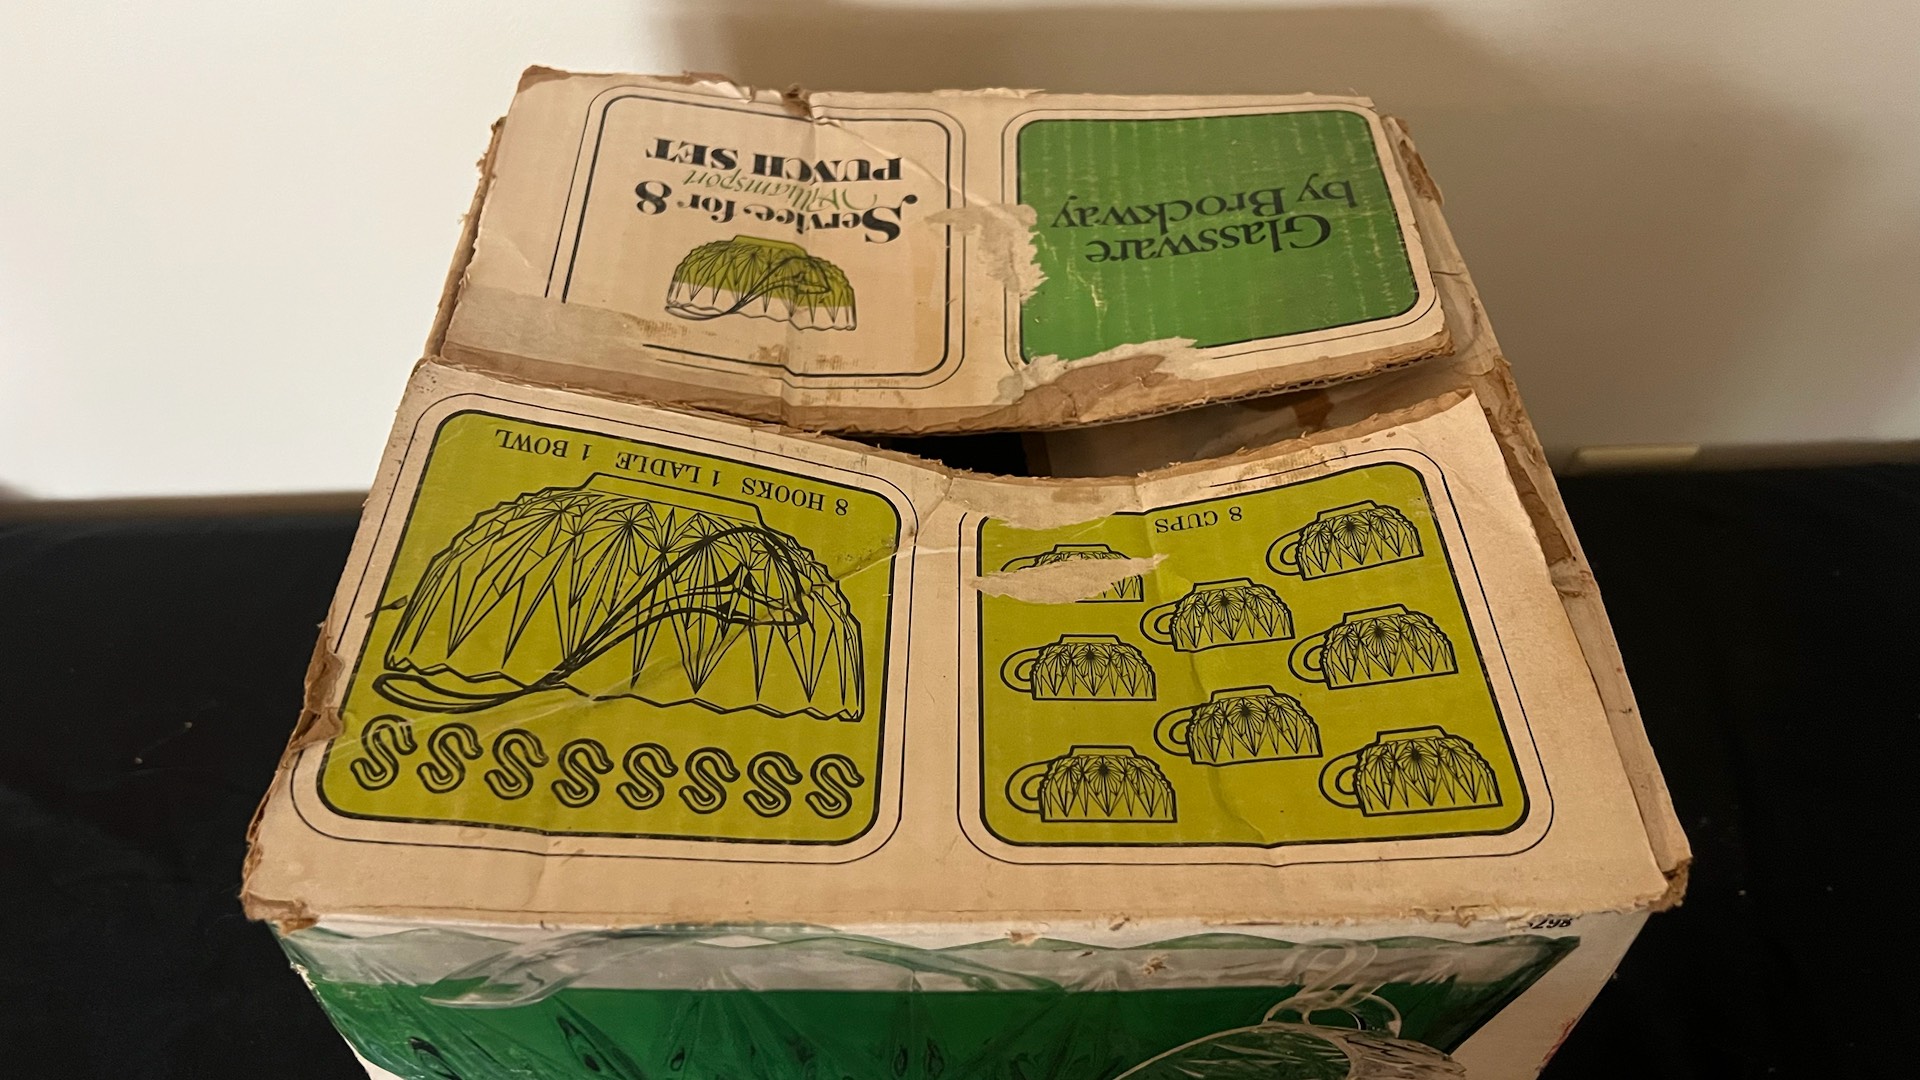 Service for 8
Williamsport
PUNCH SET
Glassware
by Brockway
8 HOOKS 1 LADLE 1 BOWL
8 CUPS